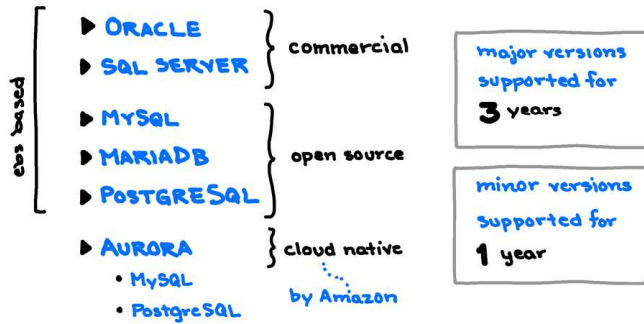 ebs based
ORACLE
SQL SERVER
commercial
MySQL
MARIADB
POSTGRESQL
open source
AURORA
cloud native
• MySQL
• PostgreSQL
by Amazon
major versions
supported for
3 years
minor versions
supported for
1 year